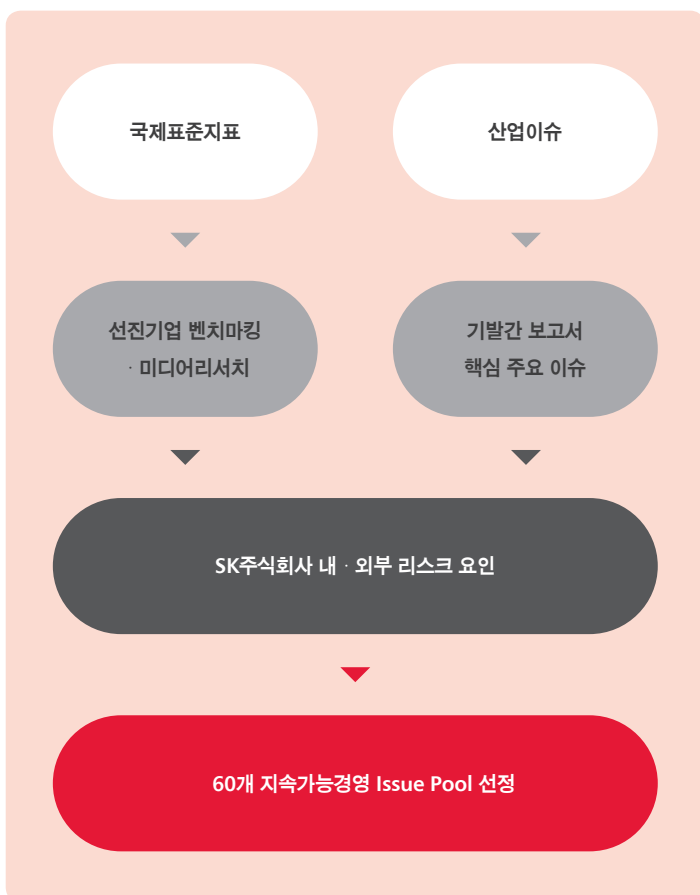 국제표준지표
산업이슈
선진기업 벤치마킹
· 미디어리서치
기발간 보고서
핵심 주요 이슈
SK주식회사 내 · 외부 리스크 요인
60개 지속가능경영 Issue Pool 선정